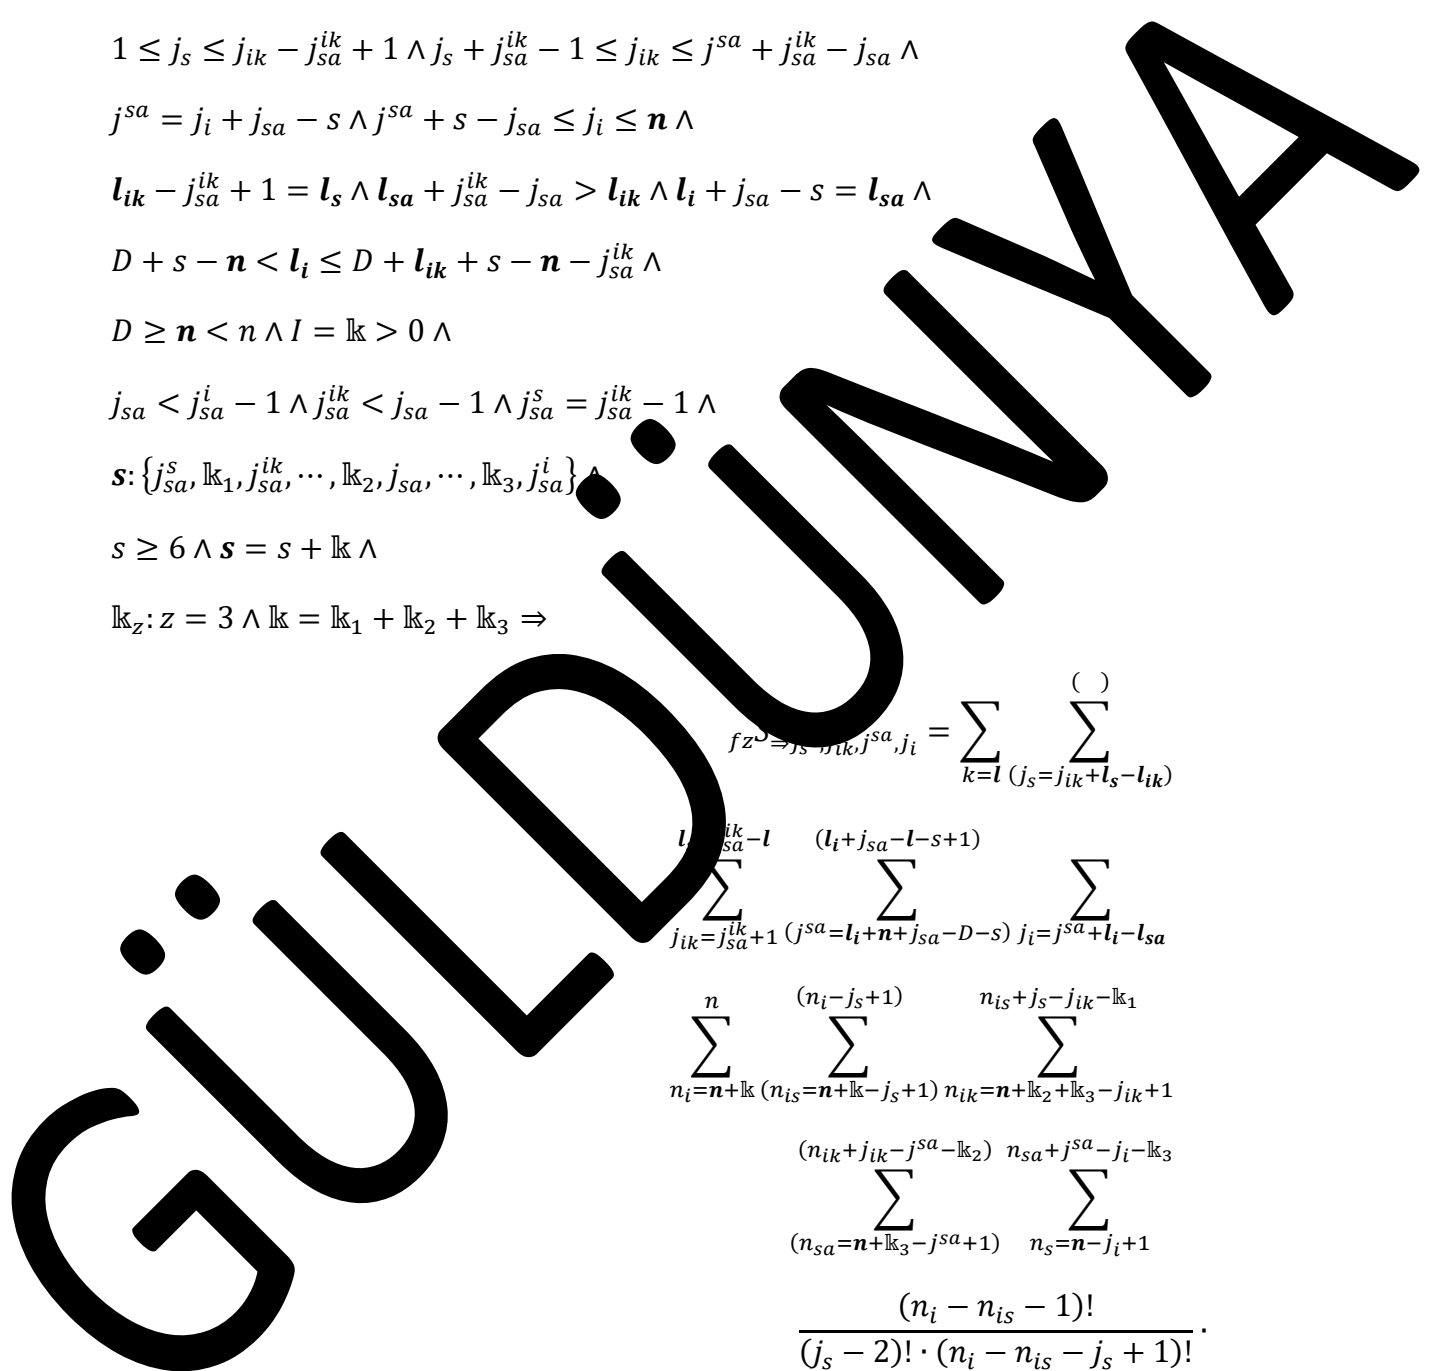 1 ≤ j_s ≤ j_{ik} − j_{sa}^{ik} + 1 ∧ j_s + j_{sa}^{ik} − 1 ≤ j_{ik} ≤ j^{sa} + j_{sa}^{ik} − j_{sa} ∧
j^{sa} = j_i + j_{sa} − s ∧ j^{sa} + s − j_{sa} ≤ j_i ≤ n ∧
l_{ik} − j_{sa}^{ik} + 1 = l_s ∧ l_{sa} + j_{sa}^{ik} − j_{sa} > l_{ik} ∧ l_i + j_{sa} − s = l_{sa} ∧
D + s − n < l_i ≤ D + l_{ik} + s − n − j_{sa}^{ik} ∧
D ≥ n < n ∧ I = 𝕜 > 0 ∧
j_{sa} < j_{sa}^i − 1 ∧ j_{sa}^{ik} < j_{sa} − 1 ∧ j_{sa}^s = j_{sa}^{ik} − 1 ∧
s: {j_{sa}^s, 𝕜_1, j_{sa}^{ik}, ⋯, 𝕜_2, j_{sa}, ⋯, 𝕜_3, j_{sa}^i} ∧
s ≥ 6 ∧ s = s + 𝕜 ∧
𝕜_z: z = 3 ∧ 𝕜 = 𝕜_1 + 𝕜_2 + 𝕜_3 ⇒
GÜLDÜNYA
( )
_{fz}S_{⇒j_s,j_{ik},j^{sa},j_i} = ∑ ∑
k=l (j_s=j_{ik}+l_s−l_{ik})
−l (l_i+j_{sa}−l−s+1)
∑ ∑ ∑
j_{ik}=j_{sa}^{ik}+1 (j^{sa}=l_i+n+j_{sa}−D−s) j_i=j^{sa}+l_i−l_{sa}
n (n_i−j_s+1) n_{is}+j_s−j_{ik}−𝕜_1
∑ ∑ ∑
n_i=n+𝕜 (n_{is}=n+𝕜−j_s+1) n_{ik}=n+𝕜_2+𝕜_3−j_{ik}+1
(n_{ik}+j_{ik}−j^{sa}−𝕜_2) n_{sa}+j^{sa}−j_i−𝕜_3
∑ ∑
(n_{sa}=n+𝕜_3−j^{sa}+1) n_s=n−j_i+1
(n_i − n_{is} − 1)!
(j_s − 2)! · (n_i − n_{is} − j_s + 1)! ·